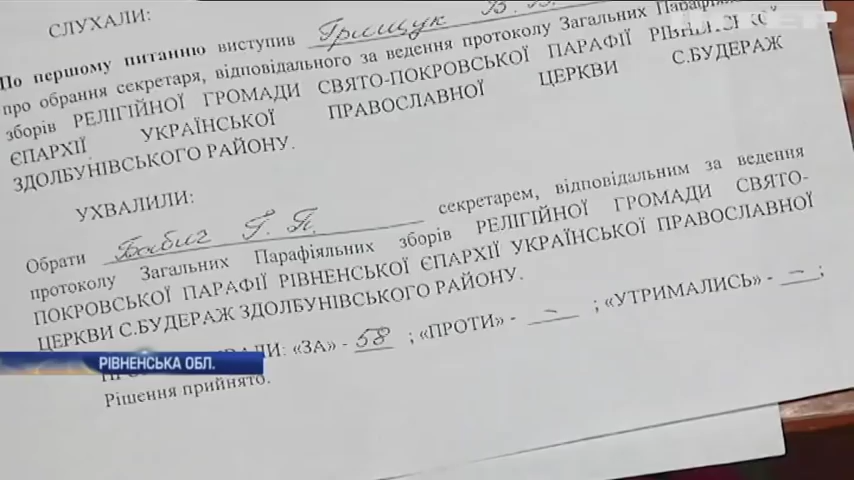 СЛУХАЛИ:
По першому питанню виступив Грищук В.В.
про обрання секретаря, відповідального за ведення протоколу Загальних Парафіяльних
зборів РЕЛІГІЙНОЇ ГРОМАДИ СВЯТО-ПОКРОВСЬКОЇ ПАРАФІЇ РІВНЕНСЬКОЇ
ЄПАРХІЇ УКРАЇНСЬКОЇ ПРАВОСЛАВНОЇ ЦЕРКВИ С.БУДЕРАЖ
ЗДОЛБУНІВСЬКОГО РАЙОНУ.
УХВАЛИЛИ:
Обрати Бабич Г. П. секретарем, відповідальним за ведення
протоколу Загальних Парафіяльних зборів РЕЛІГІЙНОЇ ГРОМАДИ СВЯТО-
ПОКРОВСЬКОЇ ПАРАФІЇ РІВНЕНСЬКОЇ ЄПАРХІЇ УКРАЇНСЬКОЇ ПРАВОСЛАВНОЇ
ЦЕРКВИ С.БУДЕРАЖ ЗДОЛБУНІВСЬКОГО РАЙОНУ.
«ЗА» - 58 ; «ПРОТИ» - – ; «УТРИМАЛИСЬ» - – ;
Рішення прийнято.
РІВНЕНСЬКА ОБЛ.